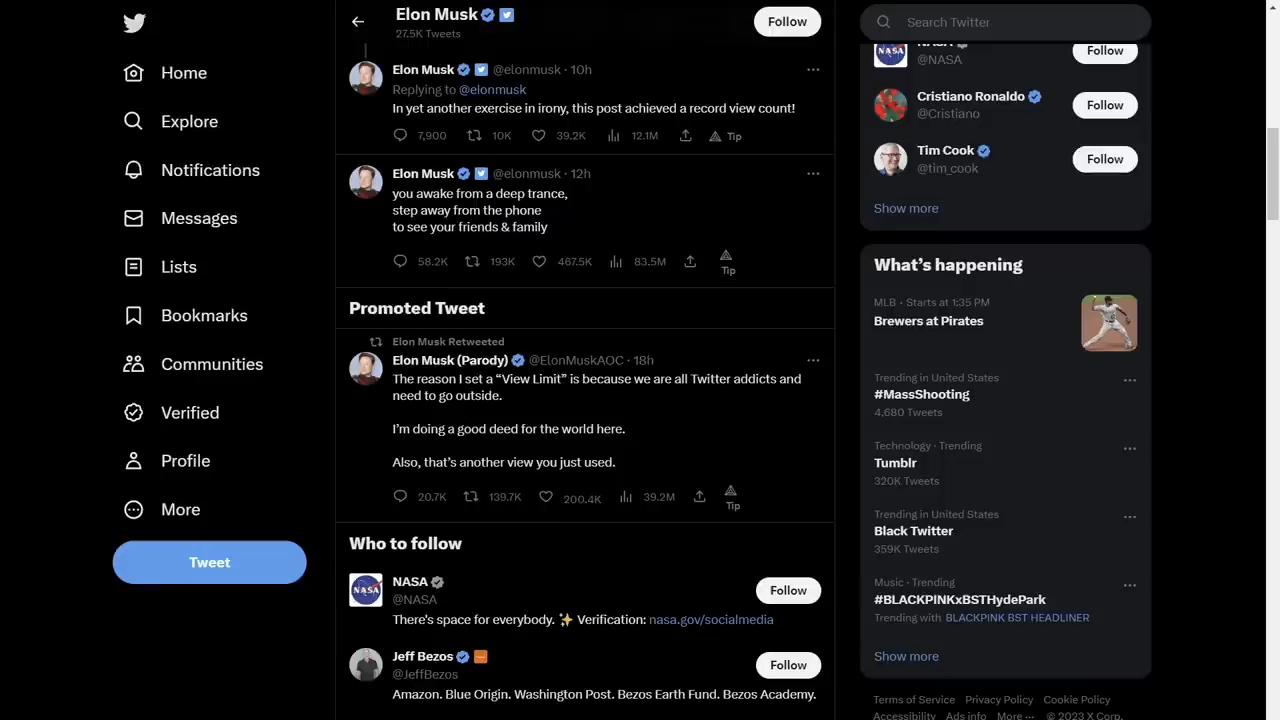 Home
Explore
Notifications
Messages
Lists
Bookmarks
Communities
Verified
Profile
More
Tweet
Elon Musk
27.5K Tweets
Follow
Elon Musk @elonmusk · 10h
Replying to @elonmusk
In yet another exercise in irony, this post achieved a record view count!
7,900 10K 39.2K 12.1M Tip
Elon Musk @elonmusk · 12h
you awake from a deep trance,
step away from the phone
to see your friends & family
58.2K 193K 467.5K 83.5M Tip
Promoted Tweet
Elon Musk Retweeted
Elon Musk (Parody) @ElonMuskAOC · 18h
The reason I set a “View Limit” is because we are all Twitter addicts and
need to go outside.
I’m doing a good deed for the world here.
Also, that’s another view you just used.
20.7K 139.7K 200.4K 39.2M Tip
Who to follow
NASA
@NASA
Follow
There’s space for everybody. ✨ Verification: nasa.gov/socialmedia
Jeff Bezos
@JeffBezos
Follow
Amazon. Blue Origin. Washington Post. Bezos Earth Fund. Bezos Academy.
Search Twitter
NASA
@NASA
Follow
Cristiano Ronaldo
@Cristiano
Follow
Tim Cook
@tim_cook
Follow
Show more
What’s happening
MLB · Starts at 1:35 PM
Brewers at Pirates
Trending in United States
#MassShooting
4,680 Tweets
Technology · Trending
Tumblr
320K Tweets
Trending in United States
Black Twitter
359K Tweets
Music · Trending
#BLACKPINKxBSTHydePark
Trending with BLACKPINK BST HEADLINER
Show more
Terms of Service Privacy Policy Cookie Policy
Accessibility Ads info More ··· © 2023 X Corp.